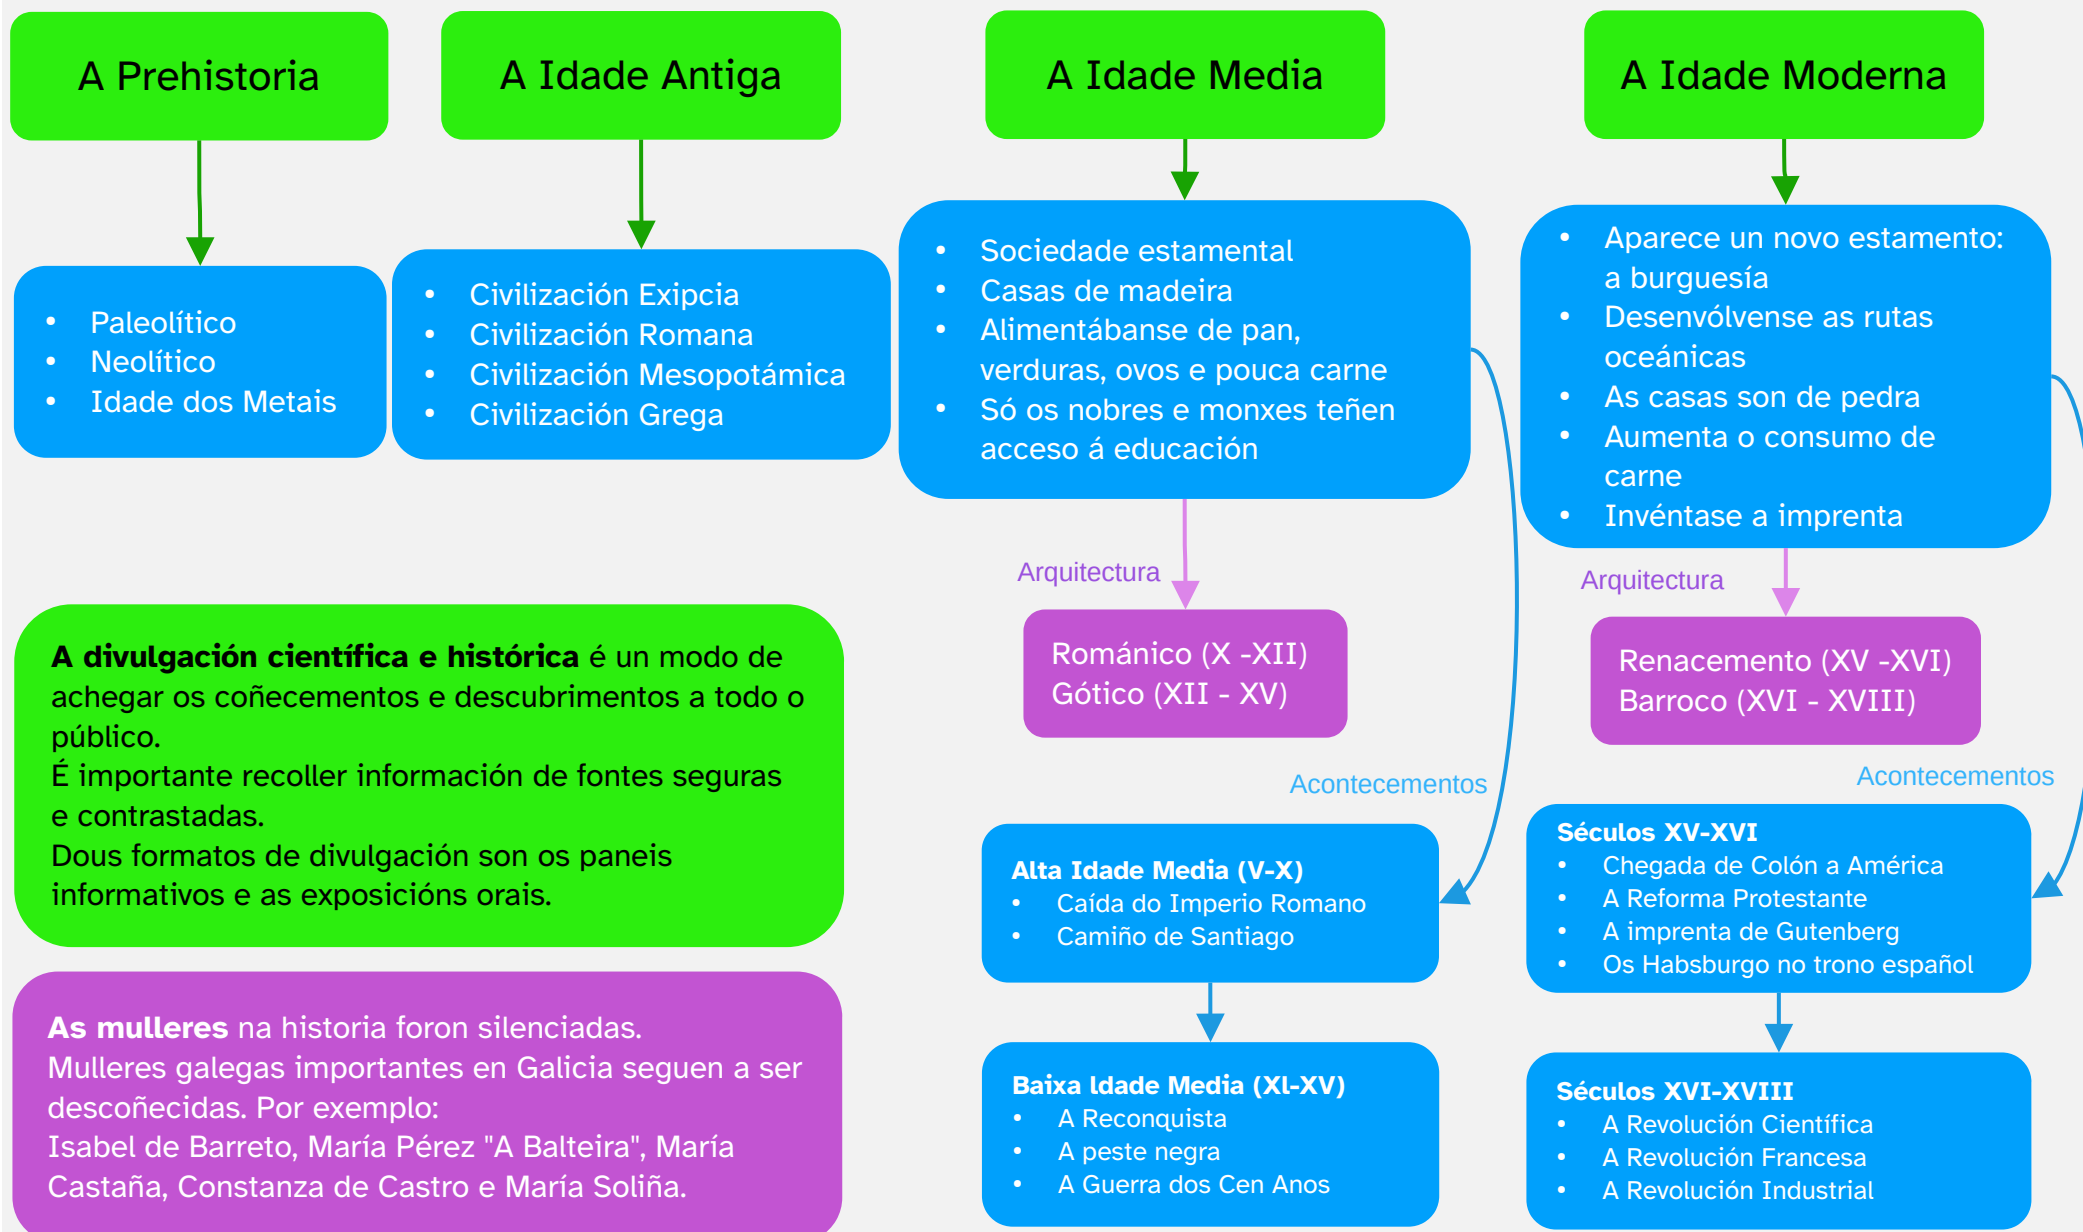 A Prehistoria
Paleolítico
Neolítico
Idade dos Metais
A Idade Antiga
Civilización Exipcia
Civilización Romana
Civilización Mesopotámica
Civilización Grega
A Idade Media
Sociedade estamental
Casas de madeira
Alimentábanse de pan,
verduras, ovos e pouca carne
Só os nobres e monxes teñen
acceso á educación
Arquitectura
Románico (X -XII)
Gótico (XII - XV)
Acontecementos
Alta Idade Media (V-X)
Caída do Imperio Romano
Camiño de Santiago
Baixa ldade Media (Xl-XV)
A Reconquista
A peste negra
A Guerra dos Cen Anos
A Idade Moderna
Aparece un novo estamento:
a burguesía
Desenvólvense as rutas
oceánicas
As casas son de pedra
Aumenta o consumo de
carne
Invéntase a imprenta
Arquitectura
Renacemento (XV -XVI)
Barroco (XVI - XVIII)
Acontecementos
Séculos XV-XVI
Chegada de Colón a América
A Reforma Protestante
A imprenta de Gutenberg
Os Habsburgo no trono español
Séculos XVI-XVIII
A Revolución Científica
A Revolución Francesa
A Revolución Industrial
A divulgación científica e histórica é un modo de
achegar os coñecementos e descubrimentos a todo o
público.
É importante recoller información de fontes seguras
e contrastadas.
Dous formatos de divulgación son os paneis
informativos e as exposicións orais.
As mulleres na historia foron silenciadas.
Mulleres galegas importantes en Galicia seguen a ser
descoñecidas. Por exemplo:
Isabel de Barreto, María Pérez "A Balteira", María
Castaña, Constanza de Castro e María Soliña.